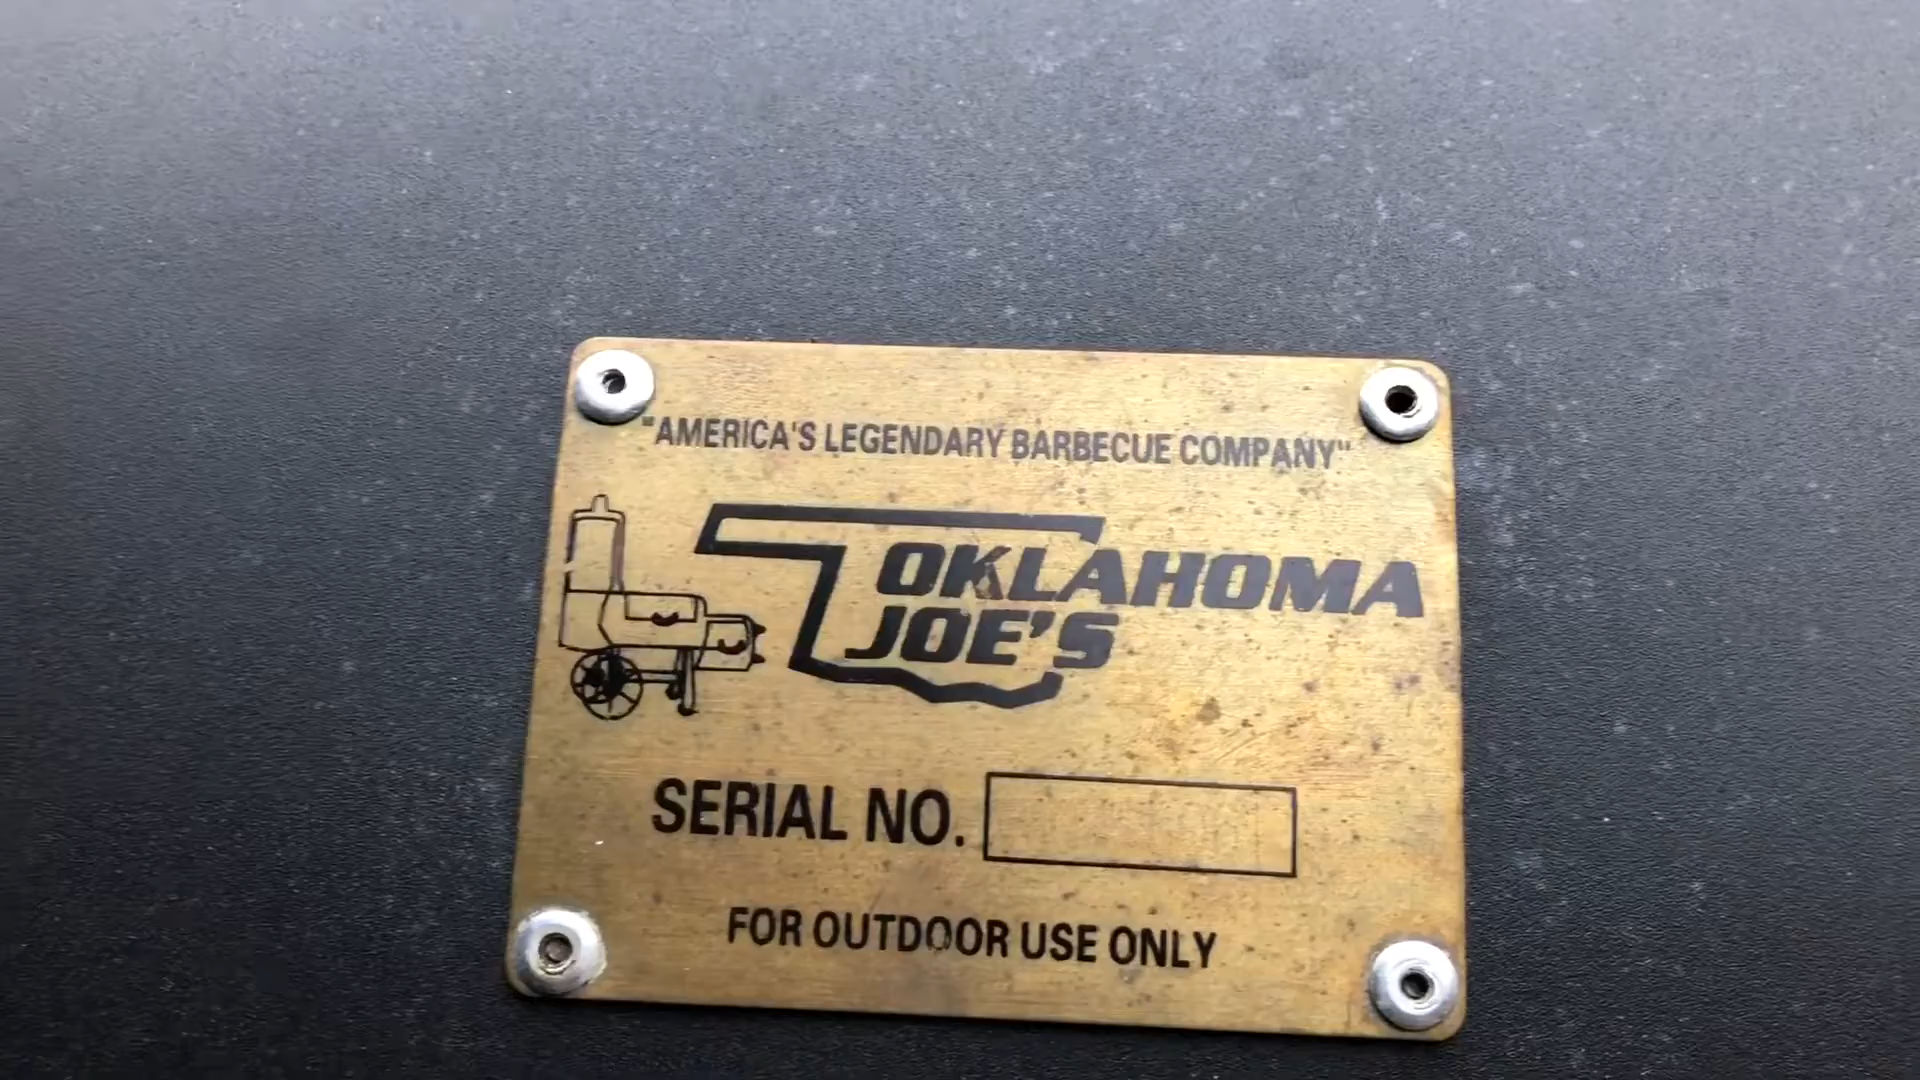 "AMERICA'S LEGENDARY BARBECUE COMPANY"
OKLAHOMA
JOE'S
SERIAL NO.
FOR OUTDOOR USE ONLY